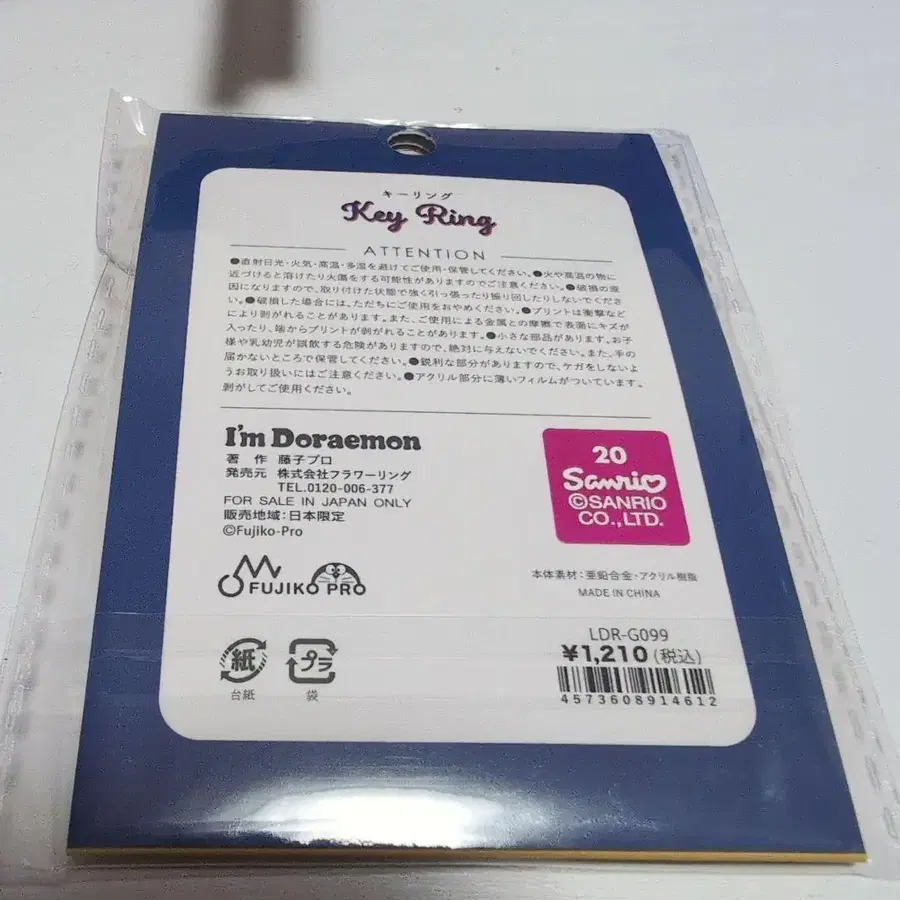 キーリング
Key Ring
ATTENTION
●直射日光・火気・高温・多湿を避けてご使用・保管してください。●火や高温の物に
近づけると溶けたり火傷をする可能性がありますのでご注意ください。●破損の原
因になりますので、取り付けた状態で強く引っ張ったり振り回したりしないでくださ
い。●破損した場合には、ただちにご使用をおやめください。●プリントは衝撃など
により剥がれることがあります。また、ご使用による金属との摩擦で表面にキズが
入ったり、端からプリントが剥がれることがあります。●小さな部品があります。お子
様や乳幼児が誤飲する危険がありますので、絶対に与えないでください。また、手の
届かないところで保管してください。●鋭利な部分がありますので、ケガをしないよ
うお取り扱いにはご注意ください。●アクリル部分に薄いフィルムがついています。
剥がしてご使用ください。
I'm Doraemon
著 作 藤子プロ
発売元 株式会社フラワーリング
TEL.0120-006-377
FOR SALE IN JAPAN ONLY
販売地域:日本限定
©Fujiko-Pro
FUJIKO PRO
20
Sanrio
©SANRIO
CO.,LTD.
本体素材:亜鉛合金・アクリル樹脂
MADE IN CHINA
紙
台紙
プラ
袋
LDR-G099
¥1,210(税込)
4573608914612